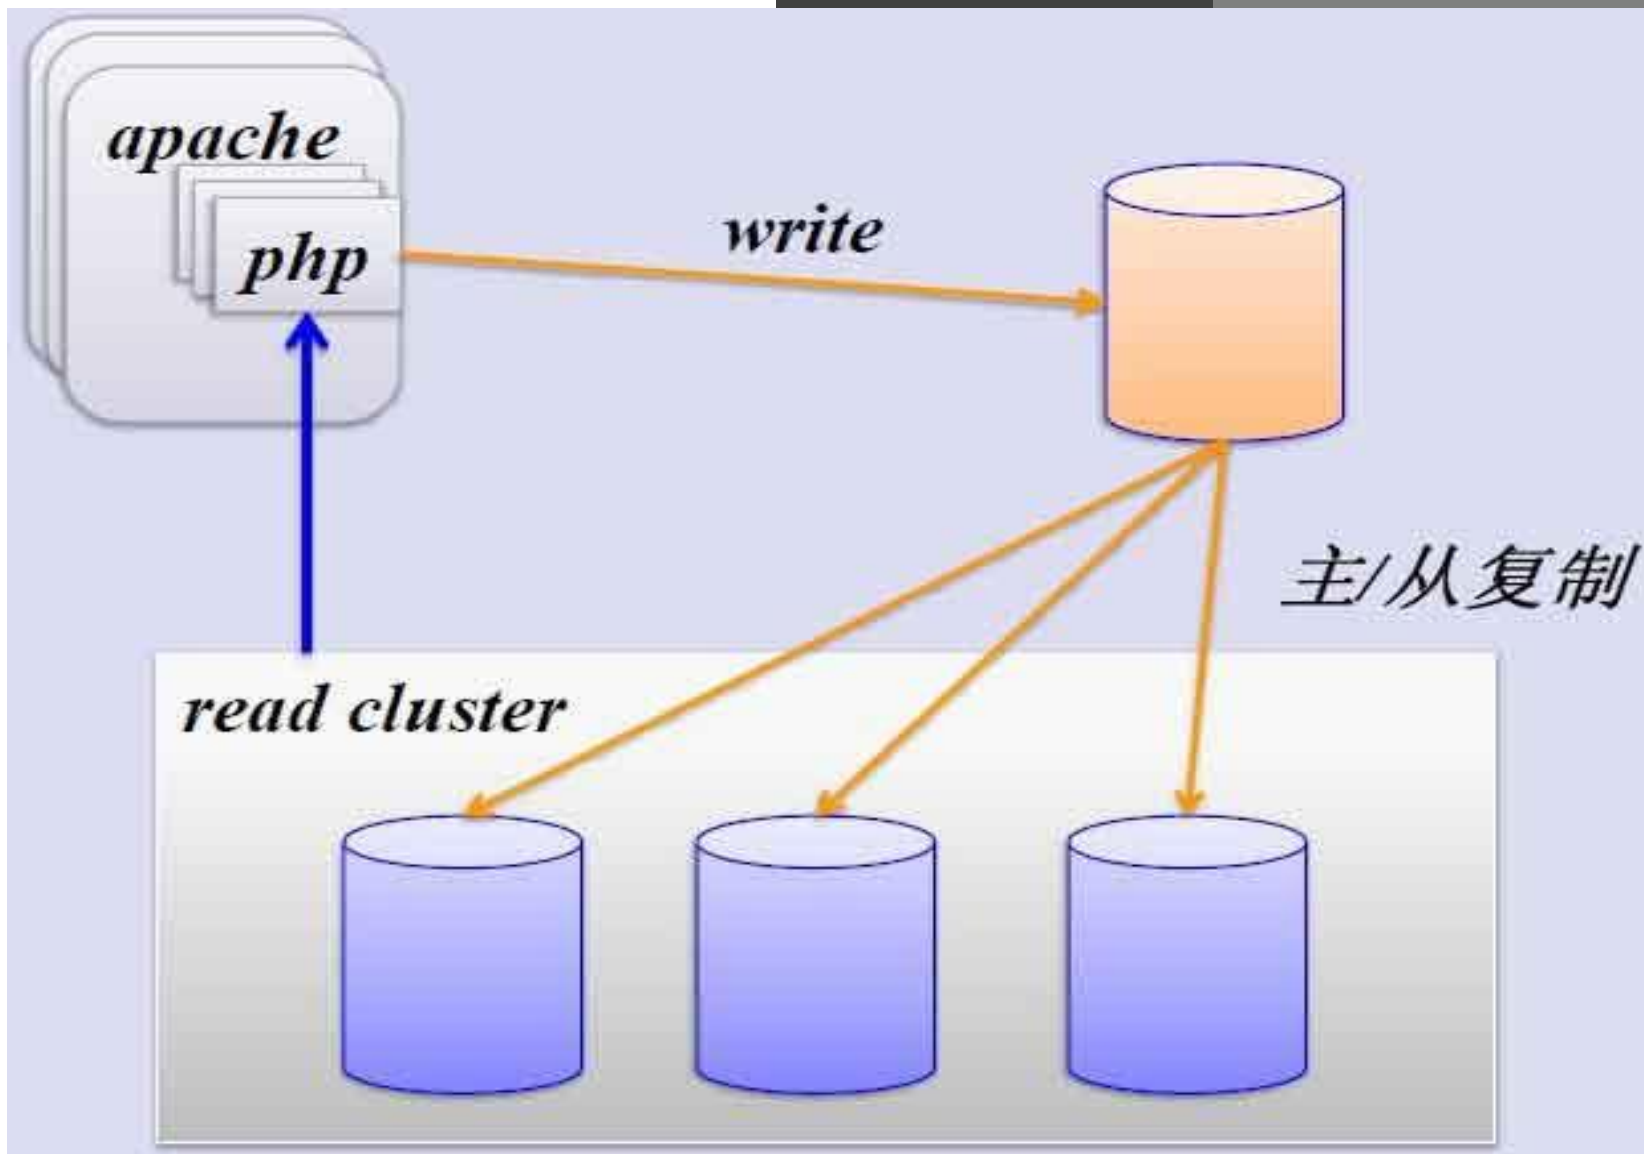 apache
php
write
主/从复制
read cluster